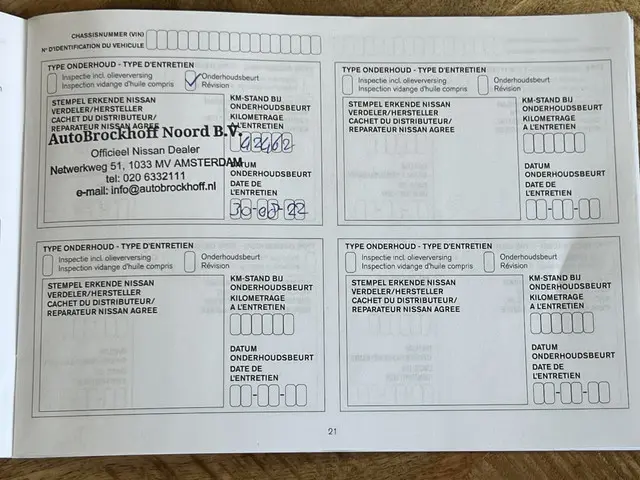 CHASSISNUMMER (VIN)
N° D'IDENTIFICATION DU VEHICULE
TYPE ONDERHOUD - TYPE D'ENTRETIEN
Inspectie incl. olieverversing
Inspection vidange d'huile compris
Onderhoudsbeurt
Révision
STEMPEL ERKENDE NISSAN
VERDELER/HERSTELLER
CACHET DU DISTRIBUTEUR/
REPARATEUR NISSAN AGREE
AutoBrockhoff Noord B.V.
Officieel Nissan Dealer
Netwerkweg 51, 1033 MV AMSTERDAM
tel: 020 6332111
e-mail: info@autobrockhoff.nl
KM-STAND BIJ
ONDERHOUDSBEURT
KILOMETRAGE
A L'ENTRETIEN
42462
DATUM
ONDERHOUDSBEURT
DATE DE
L'ENTRETIEN
30-08-22
TYPE ONDERHOUD - TYPE D'ENTRETIEN
Inspectie incl. olieverversing
Inspection vidange d'huile compris
Onderhoudsbeurt
Révision
STEMPEL ERKENDE NISSAN
VERDELER/HERSTELLER
CACHET DU DISTRIBUTEUR/
REPARATEUR NISSAN AGREE
KM-STAND BIJ
ONDERHOUDSBEURT
KILOMETRAGE
A L'ENTRETIEN
DATUM
ONDERHOUDSBEURT
DATE DE
L'ENTRETIEN
TYPE ONDERHOUD - TYPE D'ENTRETIEN
Inspectie incl. olieverversing
Inspection vidange d'huile compris
Onderhoudsbeurt
Révision
STEMPEL ERKENDE NISSAN
VERDELER/HERSTELLER
CACHET DU DISTRIBUTEUR/
REPARATEUR NISSAN AGREE
KM-STAND BIJ
ONDERHOUDSBEURT
KILOMETRAGE
A L'ENTRETIEN
DATUM
ONDERHOUDSBEURT
DATE DE
L'ENTRETIEN
TYPE ONDERHOUD - TYPE D'ENTRETIEN
Inspectie incl. olieverversing
Inspection vidange d'huile compris
Onderhoudsbeurt
Révision
STEMPEL ERKENDE NISSAN
VERDELER/HERSTELLER
CACHET DU DISTRIBUTEUR/
REPARATEUR NISSAN AGREE
KM-STAND BIJ
ONDERHOUDSBEURT
KILOMETRAGE
A L'ENTRETIEN
DATUM
ONDERHOUDSBEURT
DATE DE
L'ENTRETIEN
21